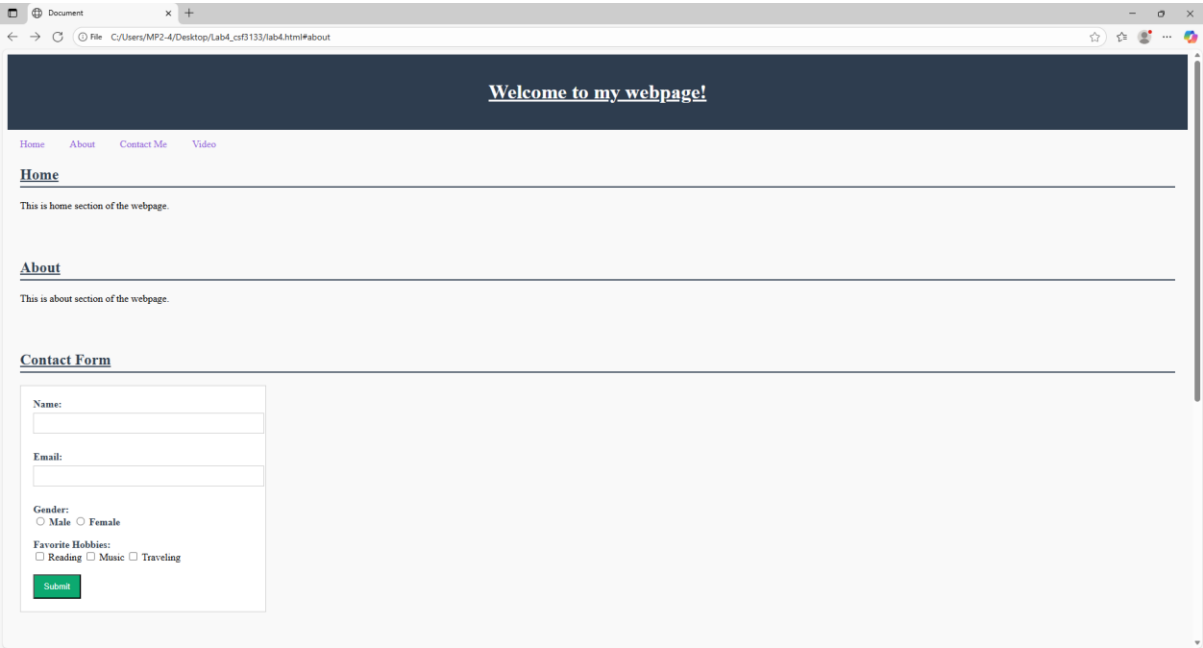 Document
File C:/Users/MP2-4/Desktop/Lab4_csf3133/lab4.html#about
Welcome to my webpage!
Home About Contact Me Video
Home
This is home section of the webpage.
About
This is about section of the webpage.
Contact Form
Name:
Email:
Gender:
Male Female
Favorite Hobbies:
Reading Music Traveling
Submit